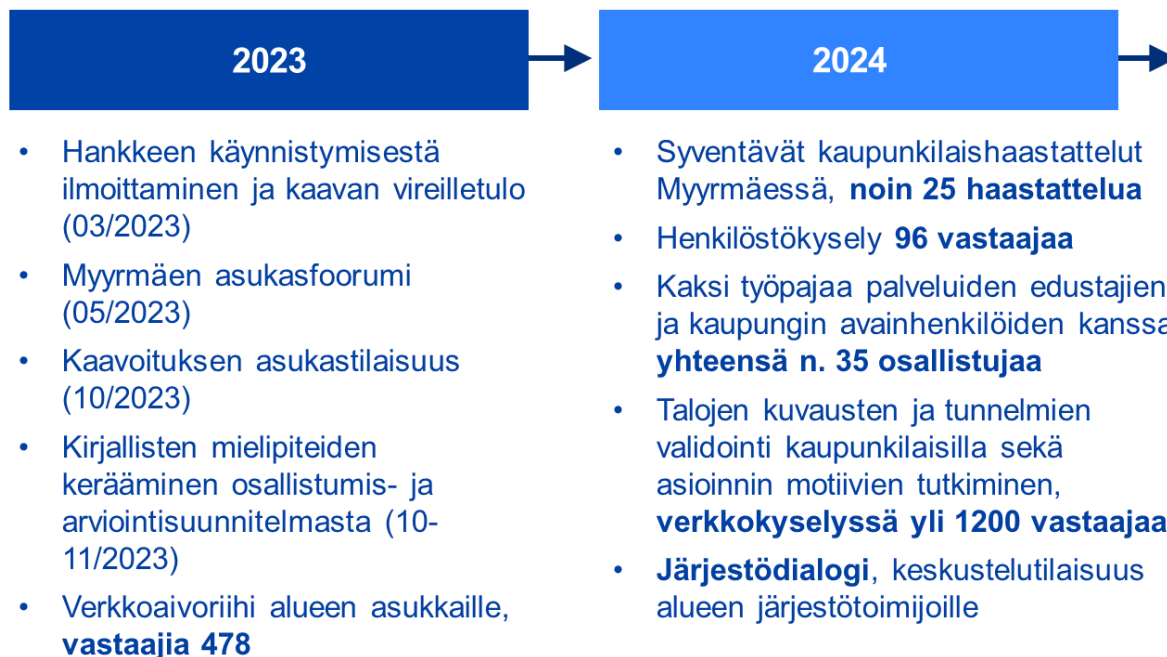 2023
• Hankkeen käynnistymisestä
ilmoittaminen ja kaavan vireilletulo
(03/2023)
• Myyrmäen asukasfoorumi
(05/2023)
• Kaavoituksen asukastilaisuus
(10/2023)
• Kirjallisten mielipiteiden
kerääminen osallistumis- ja
arviointisuunnitelmasta (10-
11/2023)
• Verkkoaivoriihi alueen asukkaille,
vastaajia 478
2024
• Syventävät kaupunkilaishaastattelut
Myyrmäessä, noin 25 haastattelua
• Henkilöstökysely 96 vastaajaa
• Kaksi työpajaa palveluiden edustajien
ja kaupungin avainhenkilöiden kanssa
yhteensä n. 35 osallistujaa
• Talojen kuvausten ja tunnelmien
validointi kaupunkilaisilla sekä
asioinnin motiivien tutkiminen,
verkkokyselyssä yli 1200 vastaajaa
• Järjestödialogi, keskustelutilaisuus
alueen järjestötoimijoille